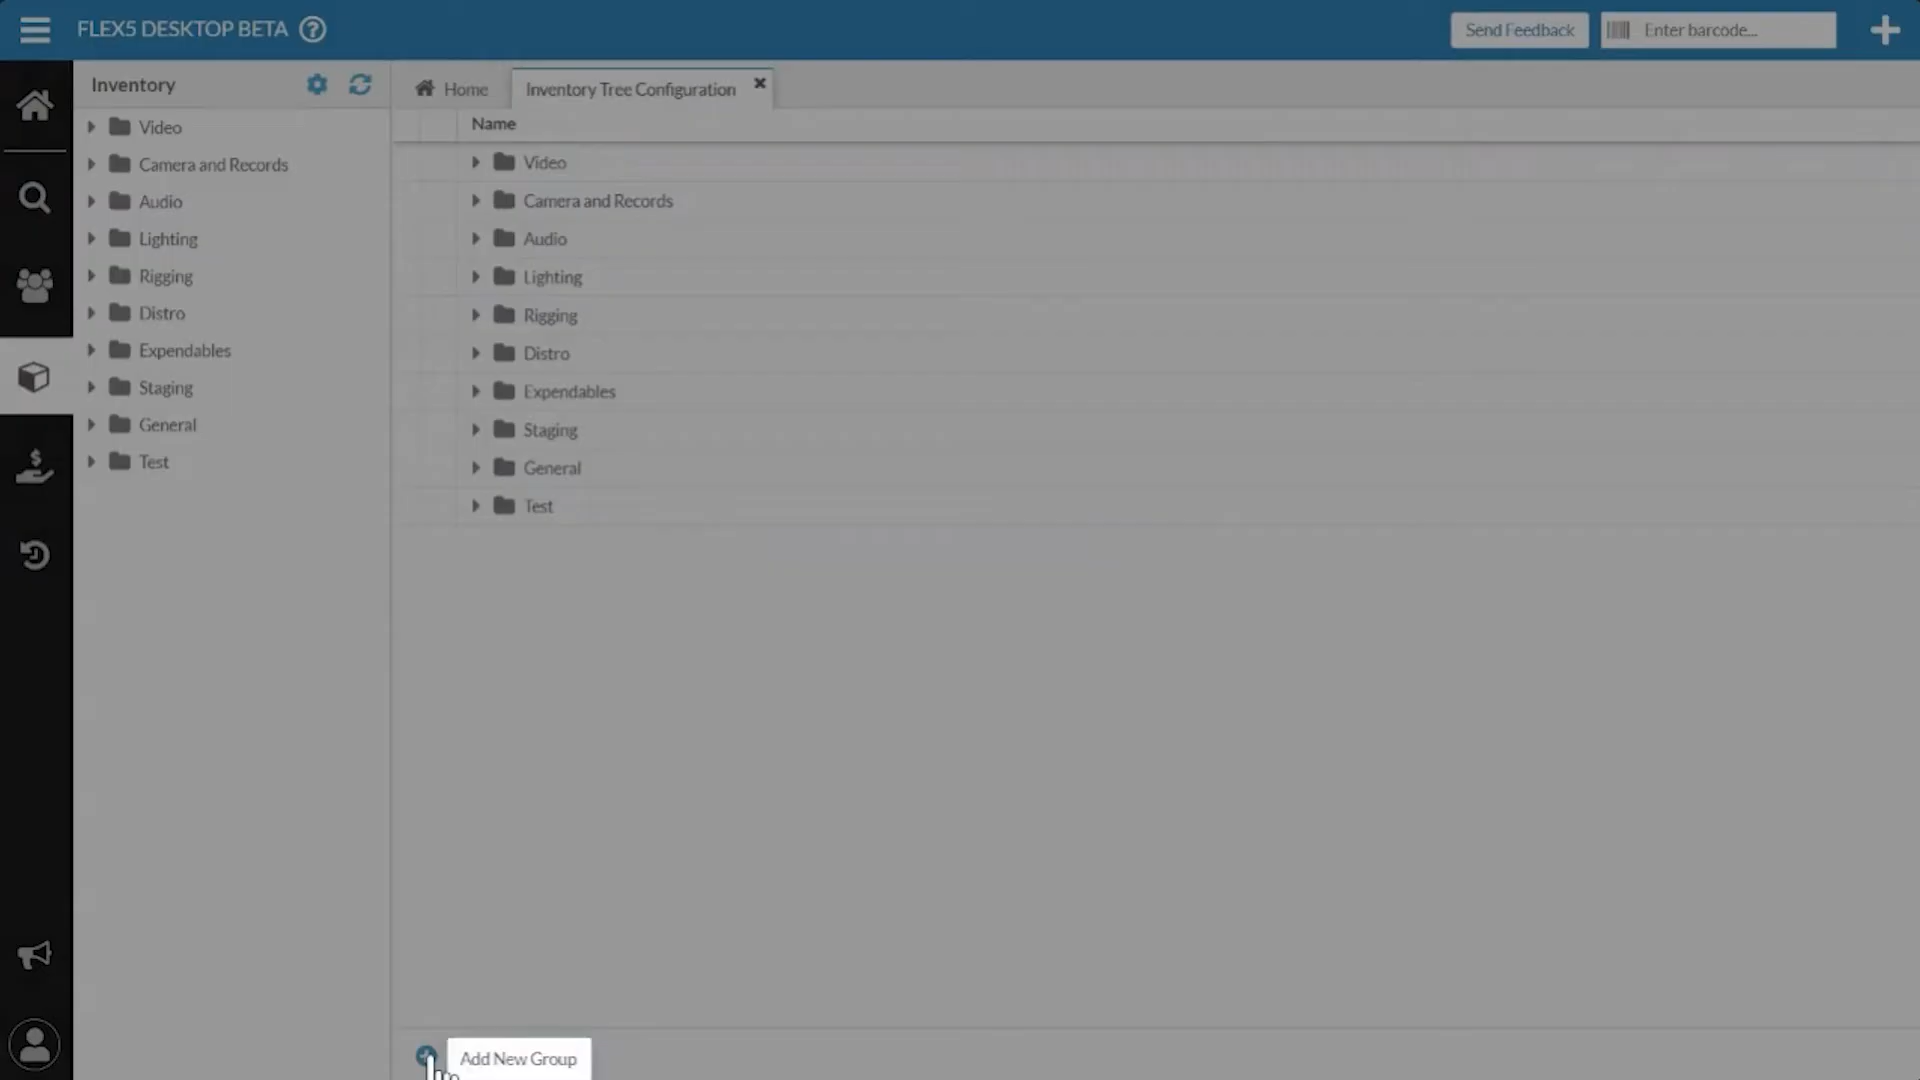 FLEX5 DESKTOP BETA ?
Send Feedback
Enter barcode...
Inventory
Home
Inventory Tree Configuration
Name
Video
Camera and Records
Audio
Lighting
Rigging
Distro
Expendables
Staging
General
Test
Video
Camera and Records
Audio
Lighting
Rigging
Distro
Expendables
Staging
General
Test
Add New Group